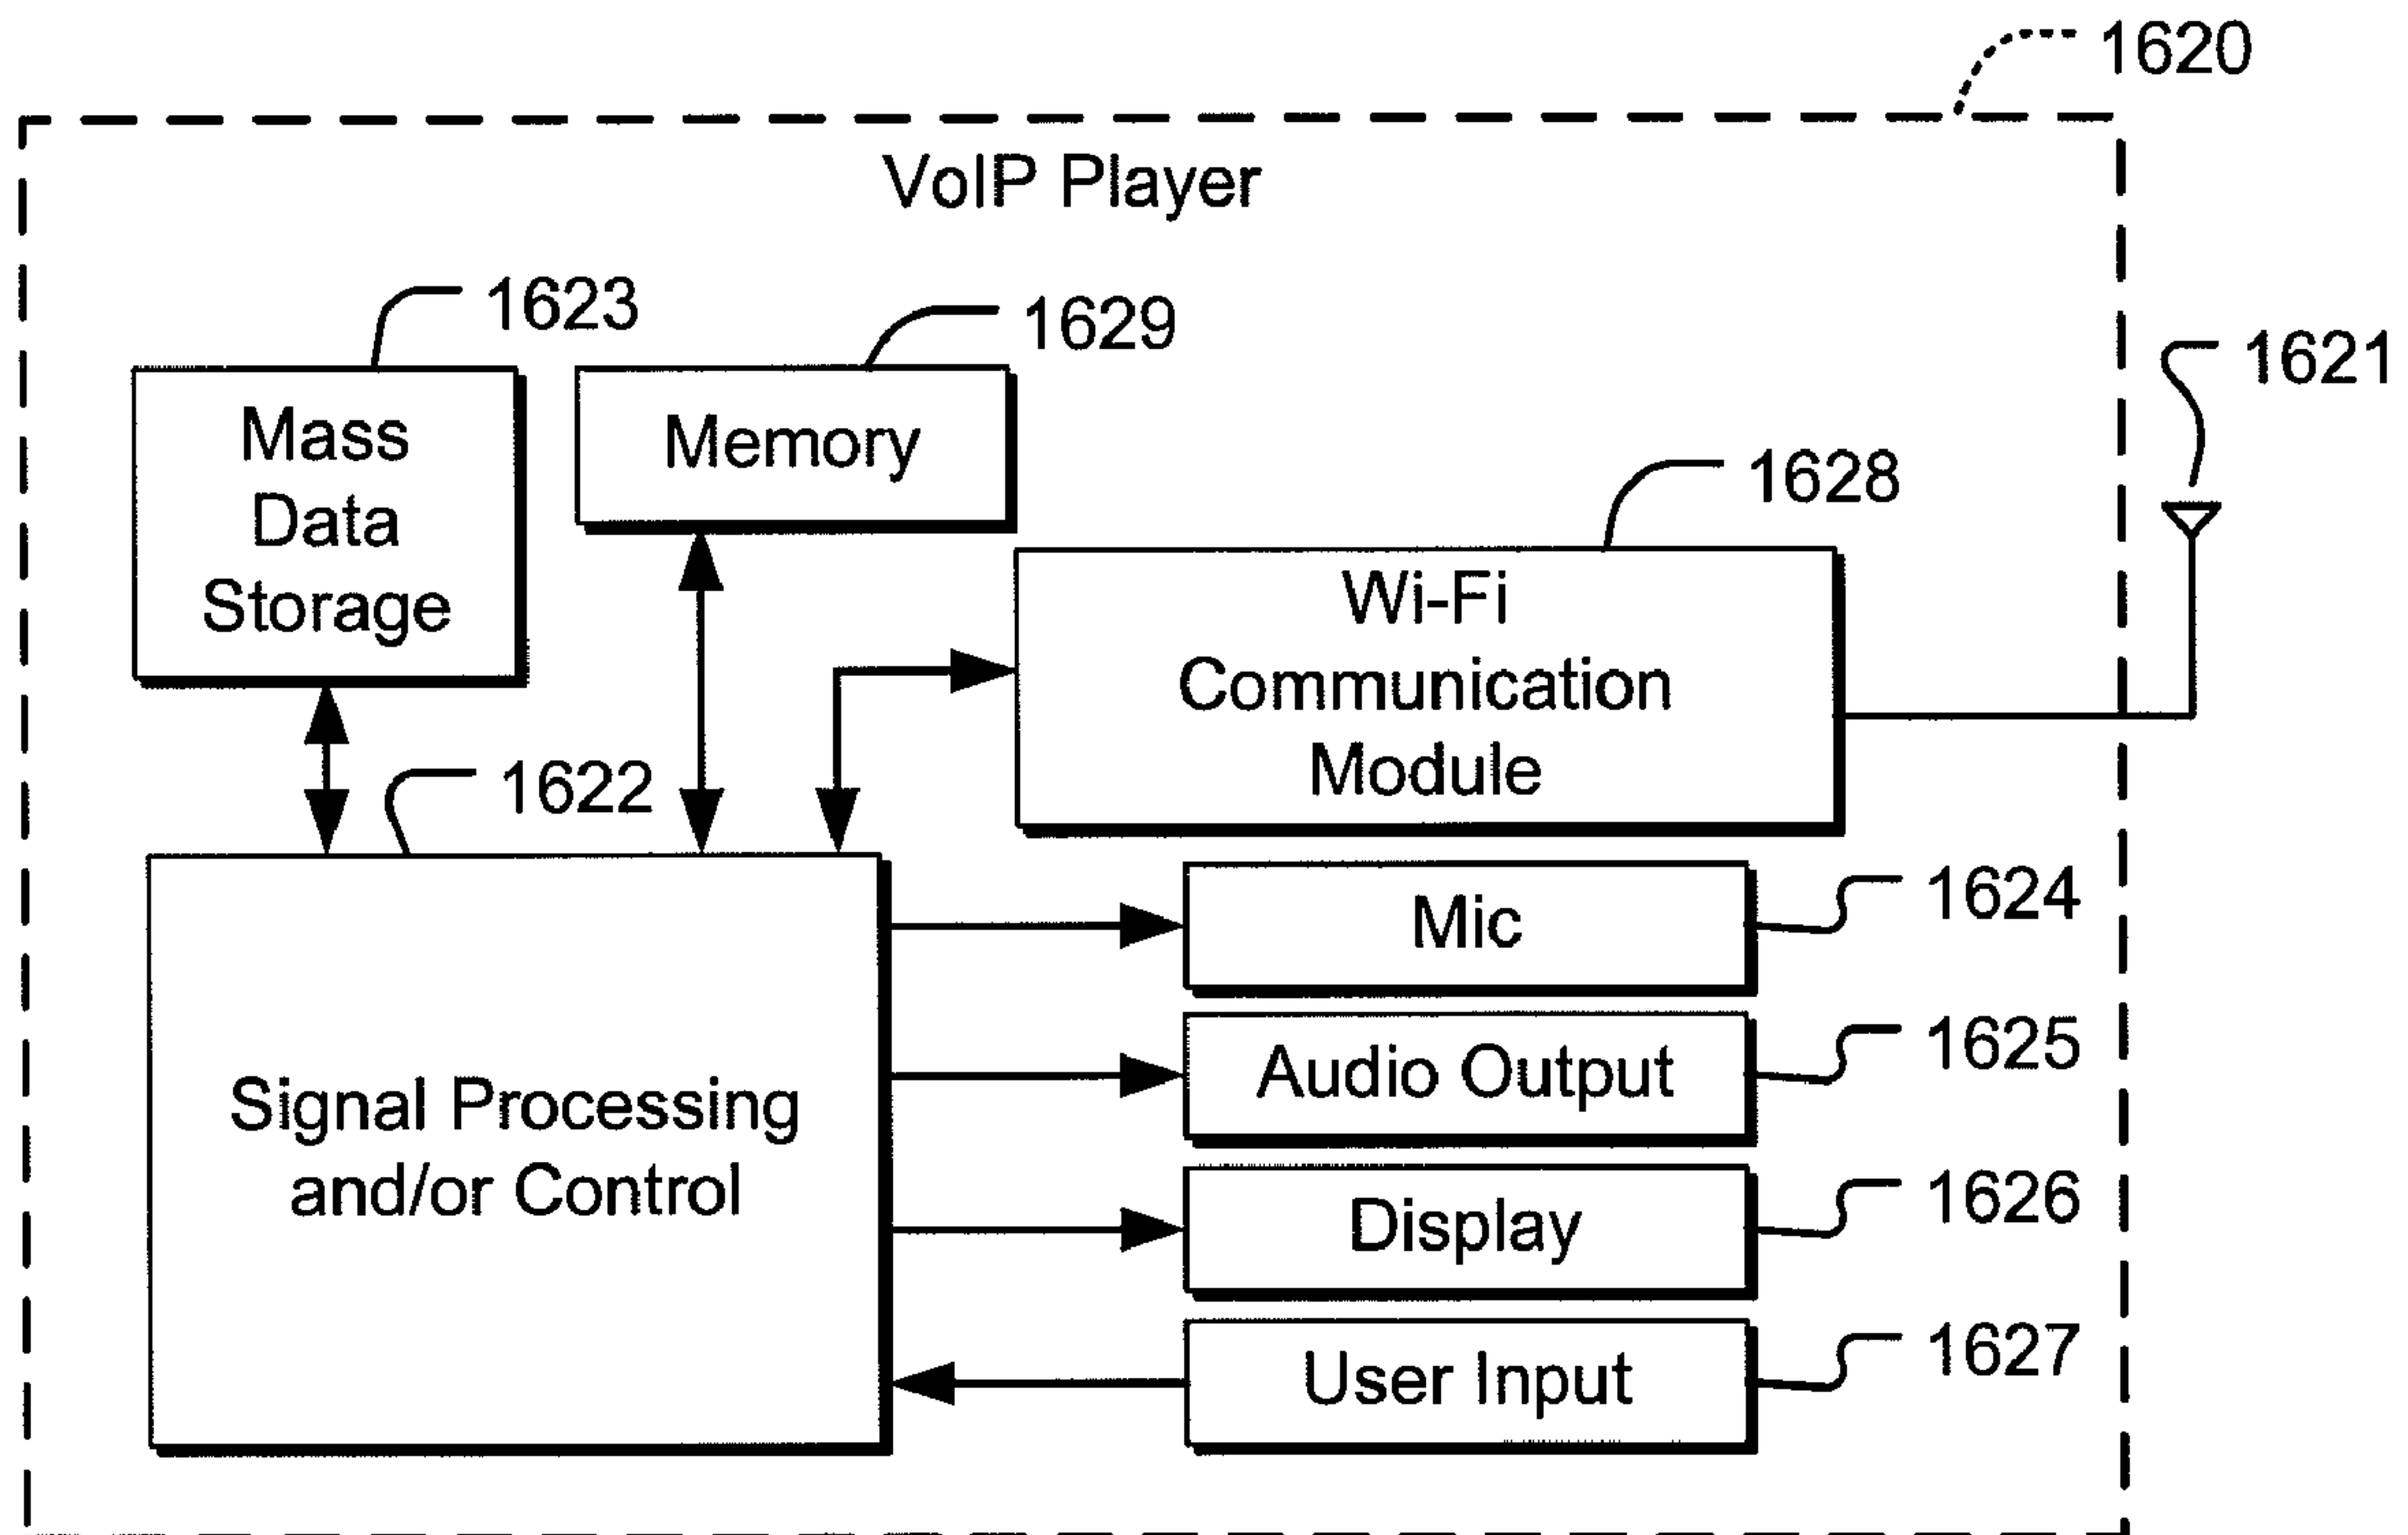 1620
VoIP Player
1623
1629
1621
Mass
Data
Storage
Memory
1628
Wi-Fi
Communication
Module
1622
Mic
1624
Audio Output
1625
Signal Processing
and/or Control
Display
1626
User Input
1627